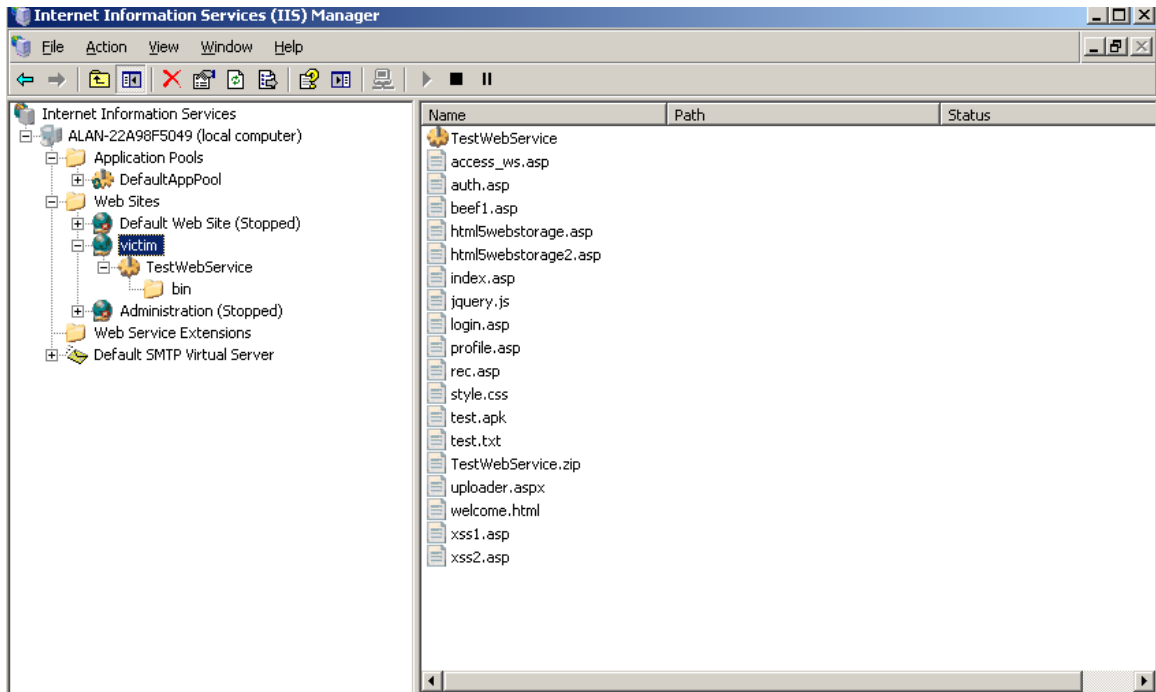 Internet Information Services (IIS) Manager
File Action View Window Help
Internet Information Services
ALAN-22A98F5049 (local computer)
Application Pools
DefaultAppPool
Web Sites
Default Web Site (Stopped)
victim
TestWebService
bin
Administration (Stopped)
Web Service Extensions
Default SMTP Virtual Server
Name Path Status
TestWebService
access_ws.asp
auth.asp
beef1.asp
html5webstorage.asp
html5webstorage2.asp
index.asp
jquery.js
login.asp
profile.asp
rec.asp
style.css
test.apk
test.txt
TestWebService.zip
uploader.aspx
welcome.html
xss1.asp
xss2.asp